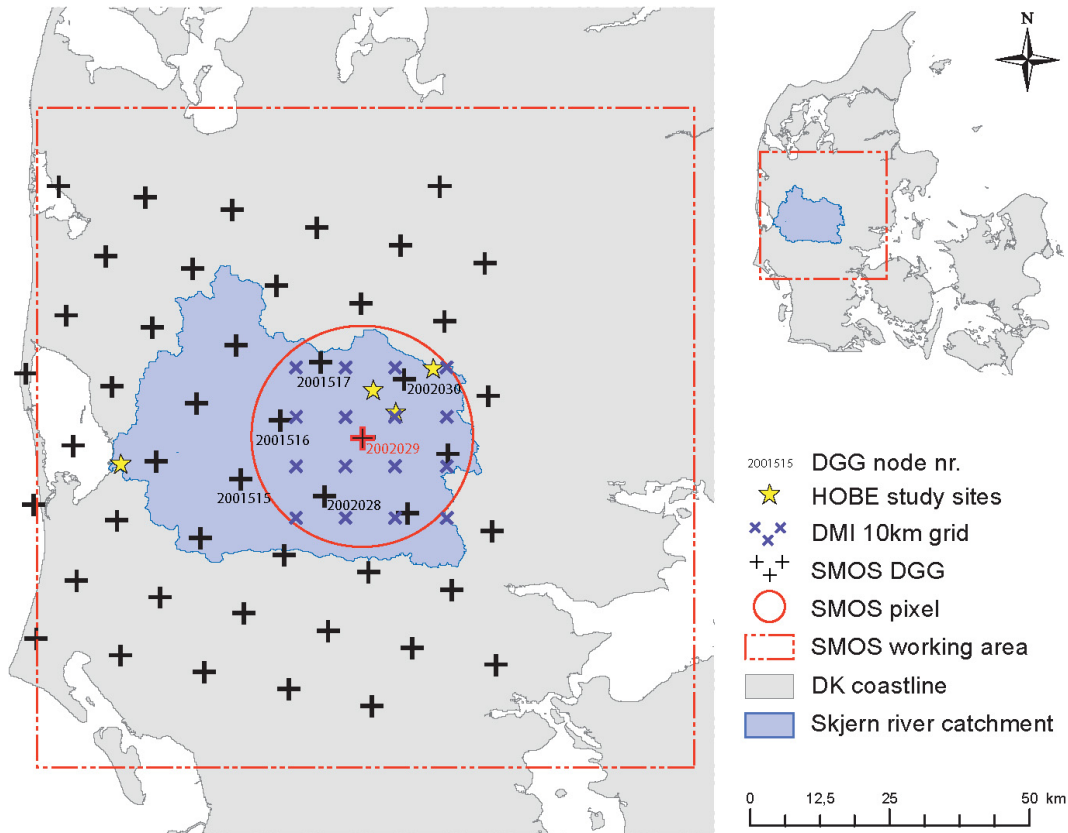 N
2001517
2002030
2001516
2002029
2001515
2002028
2001515 DGG node nr.
HOBE study sites
DMI 10km grid
SMOS DGG
SMOS pixel
SMOS working area
DK coastline
Skjern river catchment
0 12,5 25 50 km